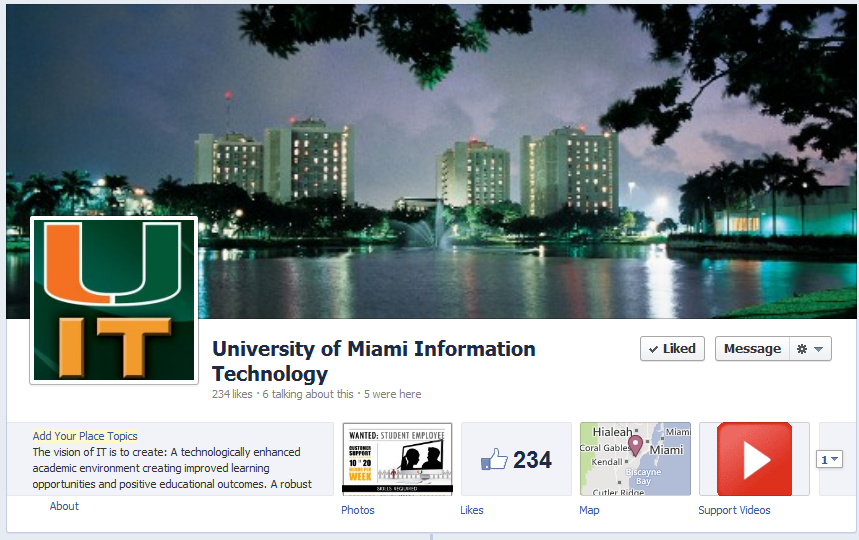 U
IT
University of Miami Information
Technology
234 likes · 6 talking about this · 5 were here
Liked
Message
Add Your Place Topics
The vision of IT is to create: A technologically enhanced
academic environment creating improved learning
opportunities and positive educational outcomes. A robust
About
WANTED: STUDENT EMPLOYEE
CUSTOMER
SUPPORT
10 - 20
HOURS PER
WEEK
SKILLS REQUIRED
Photos
234
Likes
Hialeah
Miami
Coral Gables
Miami
Kendall
Biscayne
Bay
Cutler Ridge
Map
Support Videos
1